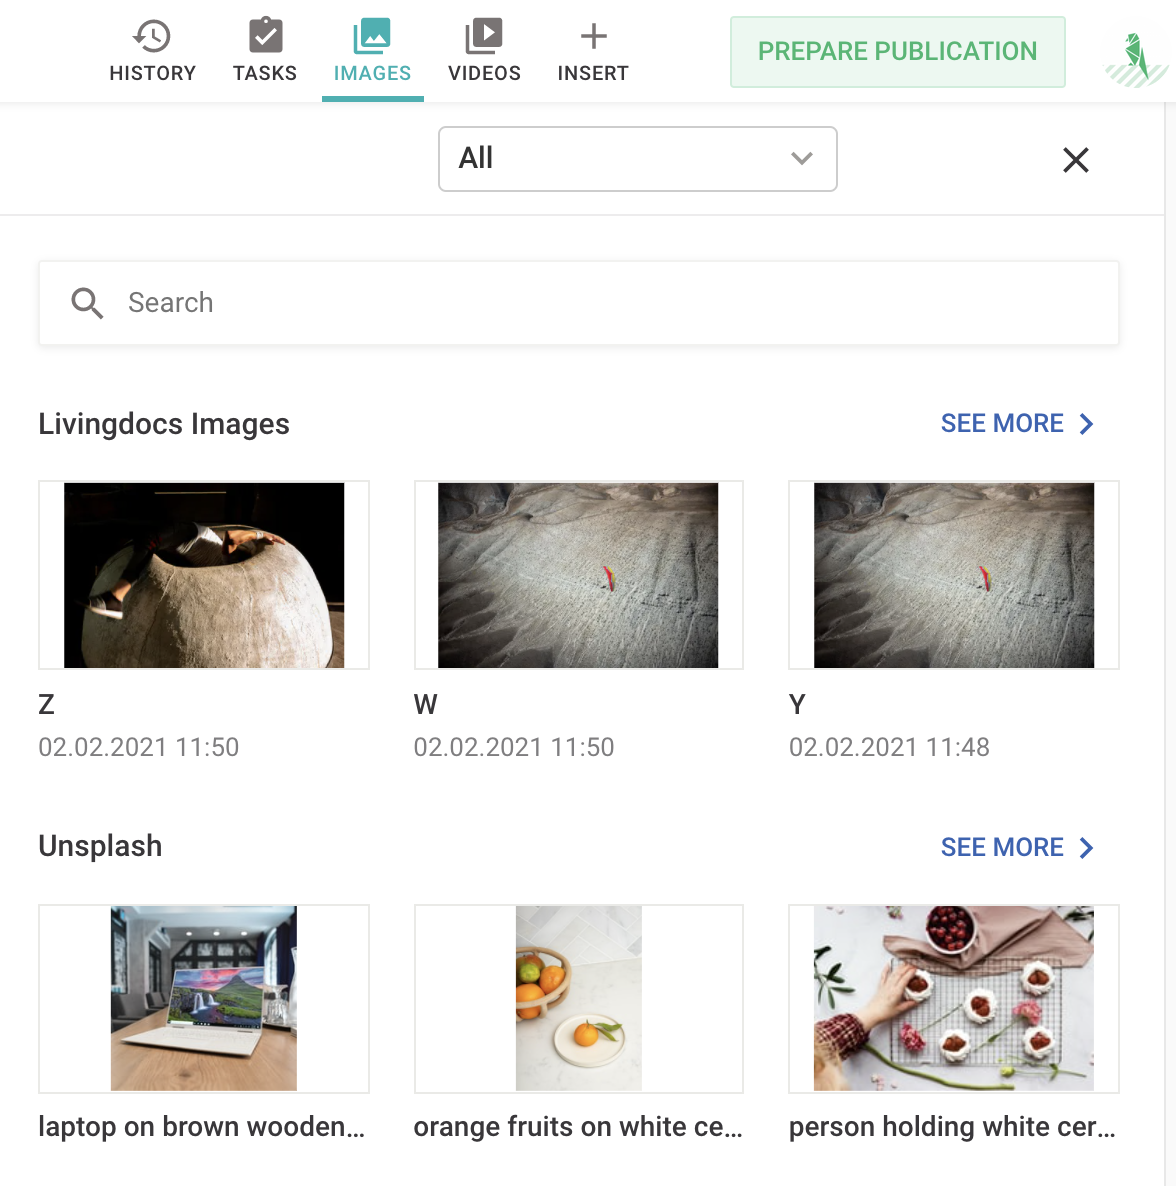 HISTORY TASKS IMAGES VIDEOS INSERT PREPARE PUBLICATION
All
Search
Livingdocs Images SEE MORE
Z W Y
02.02.2021 11:50 02.02.2021 11:50 02.02.2021 11:48
Unsplash SEE MORE
laptop on brown wooden... orange fruits on white ce... person holding white cer...